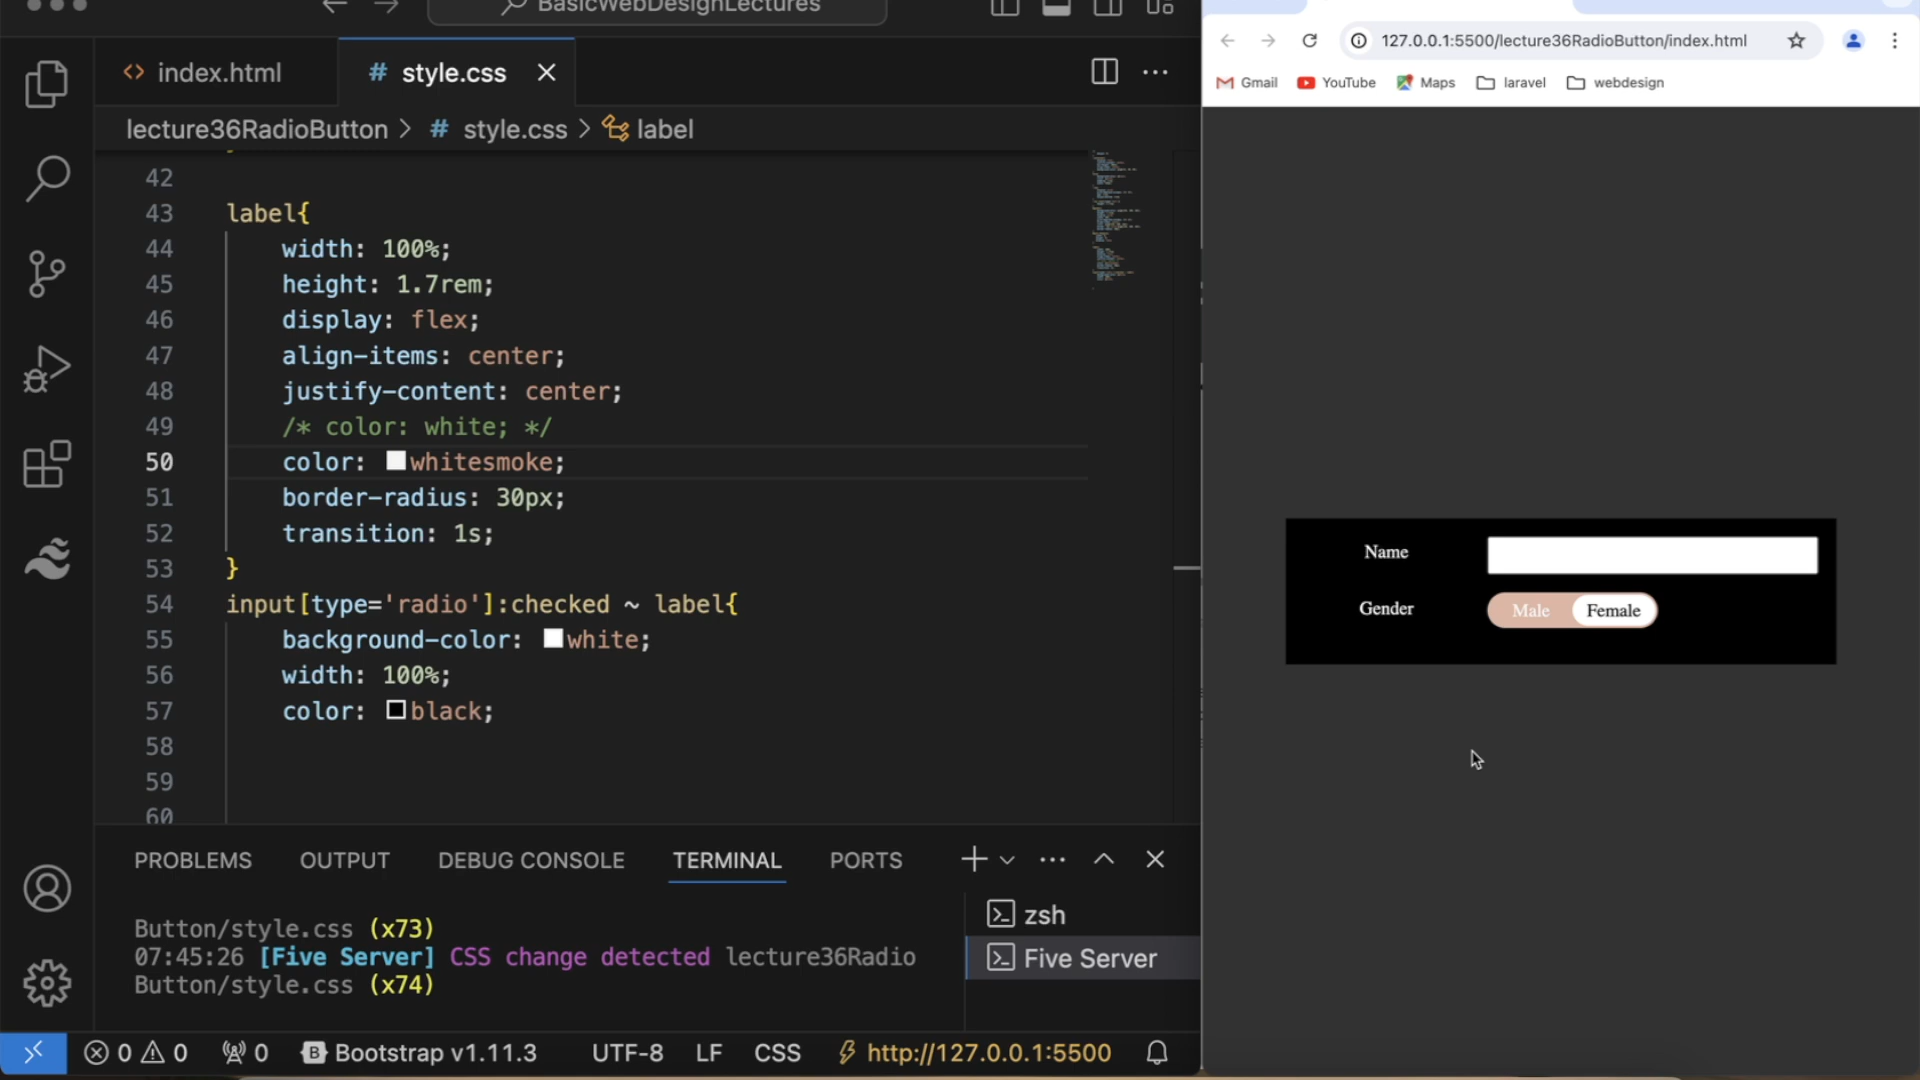 BasicWebDesignLectures
index.html
# style.css
lecture36RadioButton > # style.css > label
42
43 label{
44 width: 100%;
45 height: 1.7rem;
46 display: flex;
47 align-items: center;
48 justify-content: center;
49 /* color: white; */
50 color: whitesmoke;
51 border-radius: 30px;
52 transition: 1s;
53 }
54 input[type='radio']:checked ~ label{
55 background-color: white;
56 width: 100%;
57 color: black;
58
59
60
PROBLEMS OUTPUT DEBUG CONSOLE TERMINAL PORTS
Button/style.css (x73)
07:45:26 [Five Server] CSS change detected lecture36Radio
Button/style.css (x74)
zsh
Five Server
0 0 0 B Bootstrap v1.11.3 UTF-8 LF CSS http://127.0.0.1:5500
127.0.0.1:5500/lecture36RadioButton/index.html
Gmail YouTube Maps laravel webdesign
Name
Gender Male Female